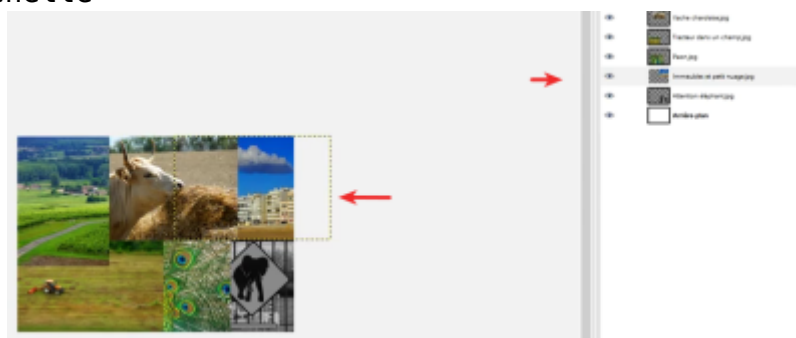 Vache charolaise.jpg
Tracteur dans un champ.jpg
Paon.jpg
Immeubles et petit nuage.jpg
Attention éléphant.jpg
Arrière-plan